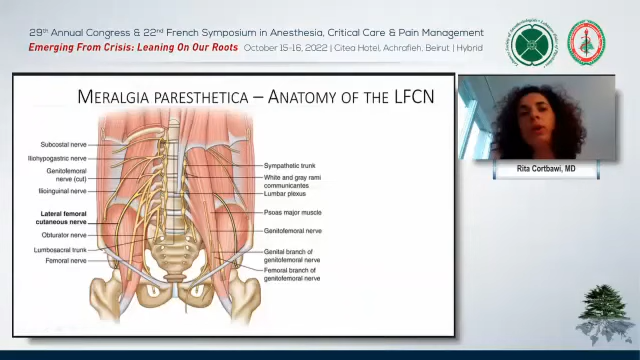 29th Annual Congress & 22nd French Symposium in Anesthesia, Critical Care & Pain Management
Emerging From Crisis: Leaning On Our Roots October 15-16, 2022 | Citea Hotel, Achrafieh, Beirut | Hybrid
MERALGIA PARESTHETICA – ANATOMY OF THE LFCN
Subcostal nerve
Iliohypogastric nerve
Genitofemoral
nerve (cut)
Ilioinguinal nerve
Lateral femoral
cutaneous nerve
Obturator nerve
Lumbosacral trunk
Femoral nerve
Sympathetic trunk
White and gray rami
communicantes
Lumbar plexus
Psoas major muscle
Genitofemoral nerve
Genital branch of
genitofemoral nerve
Femoral branch of
genitofemoral nerve
Rita Cortbawi, MD